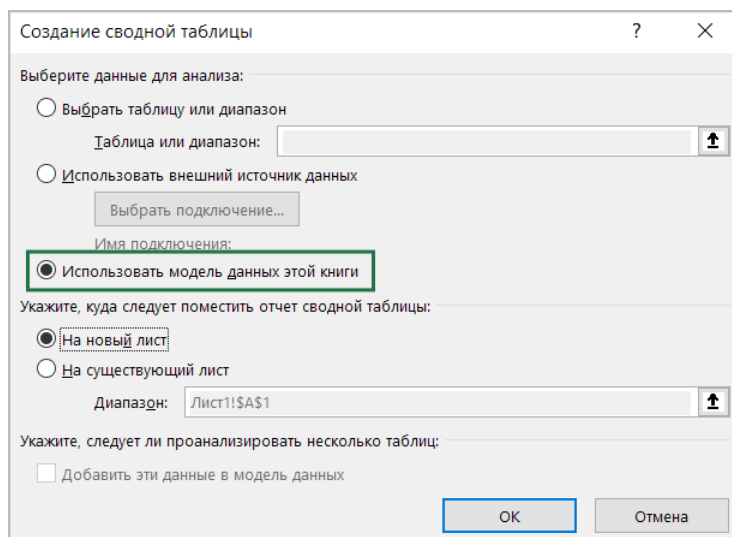 Создание сводной таблицы ?
Выберите данные для анализа:
Выбрать таблицу или диапазон
Таблица или диапазон:
Использовать внешний источник данных
Выбрать подключение...
Имя подключения:
Использовать модель данных этой книги
Укажите, куда следует поместить отчет сводной таблицы:
На новый лист
На существующий лист
Диапазон: Лист1!$A$1
Укажите, следует ли проанализировать несколько таблиц:
Добавить эти данные в модель данных
ОК Отмена